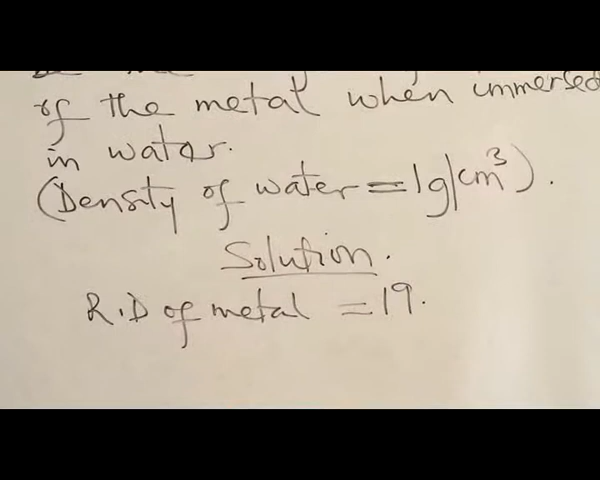 of the metal when immersed
in water.
(Density of water = 1g/cm³).
Solution.
R.D of metal = 19.